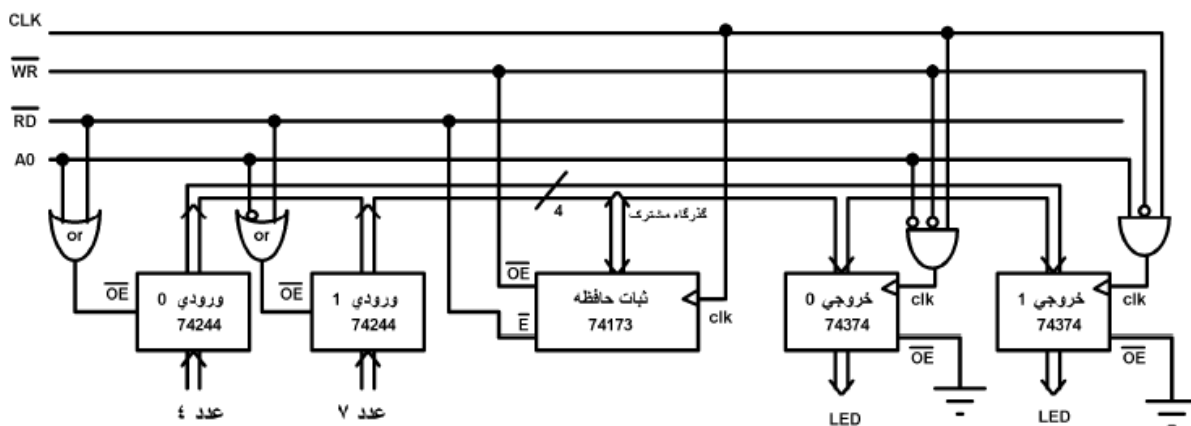 CLK
WR
RD
A0
4
گذرگاه مشترک
or
or
OE
ورودي 0
74244
OE
ورودي 1
74244
OE
E
ثبات حافظه
74173
clk
خروجي 0
74374
clk
OE
خروجي 1
74374
clk
OE
عدد ٤
عدد ٧
LED
LED